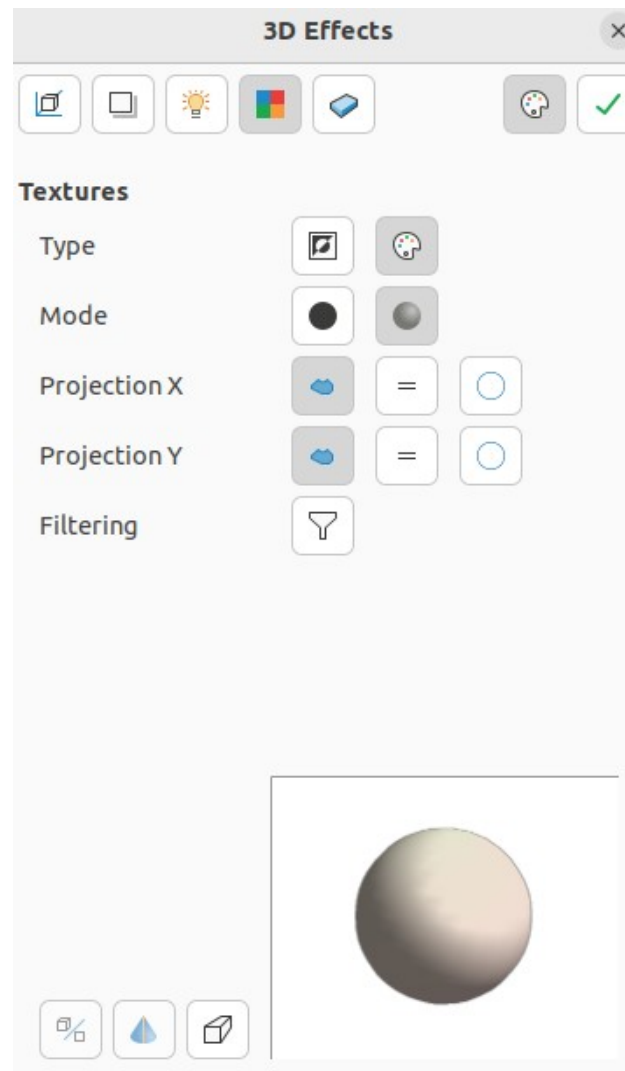 3D Effects
Textures
Type
Mode
Projection X
Projection Y
Filtering